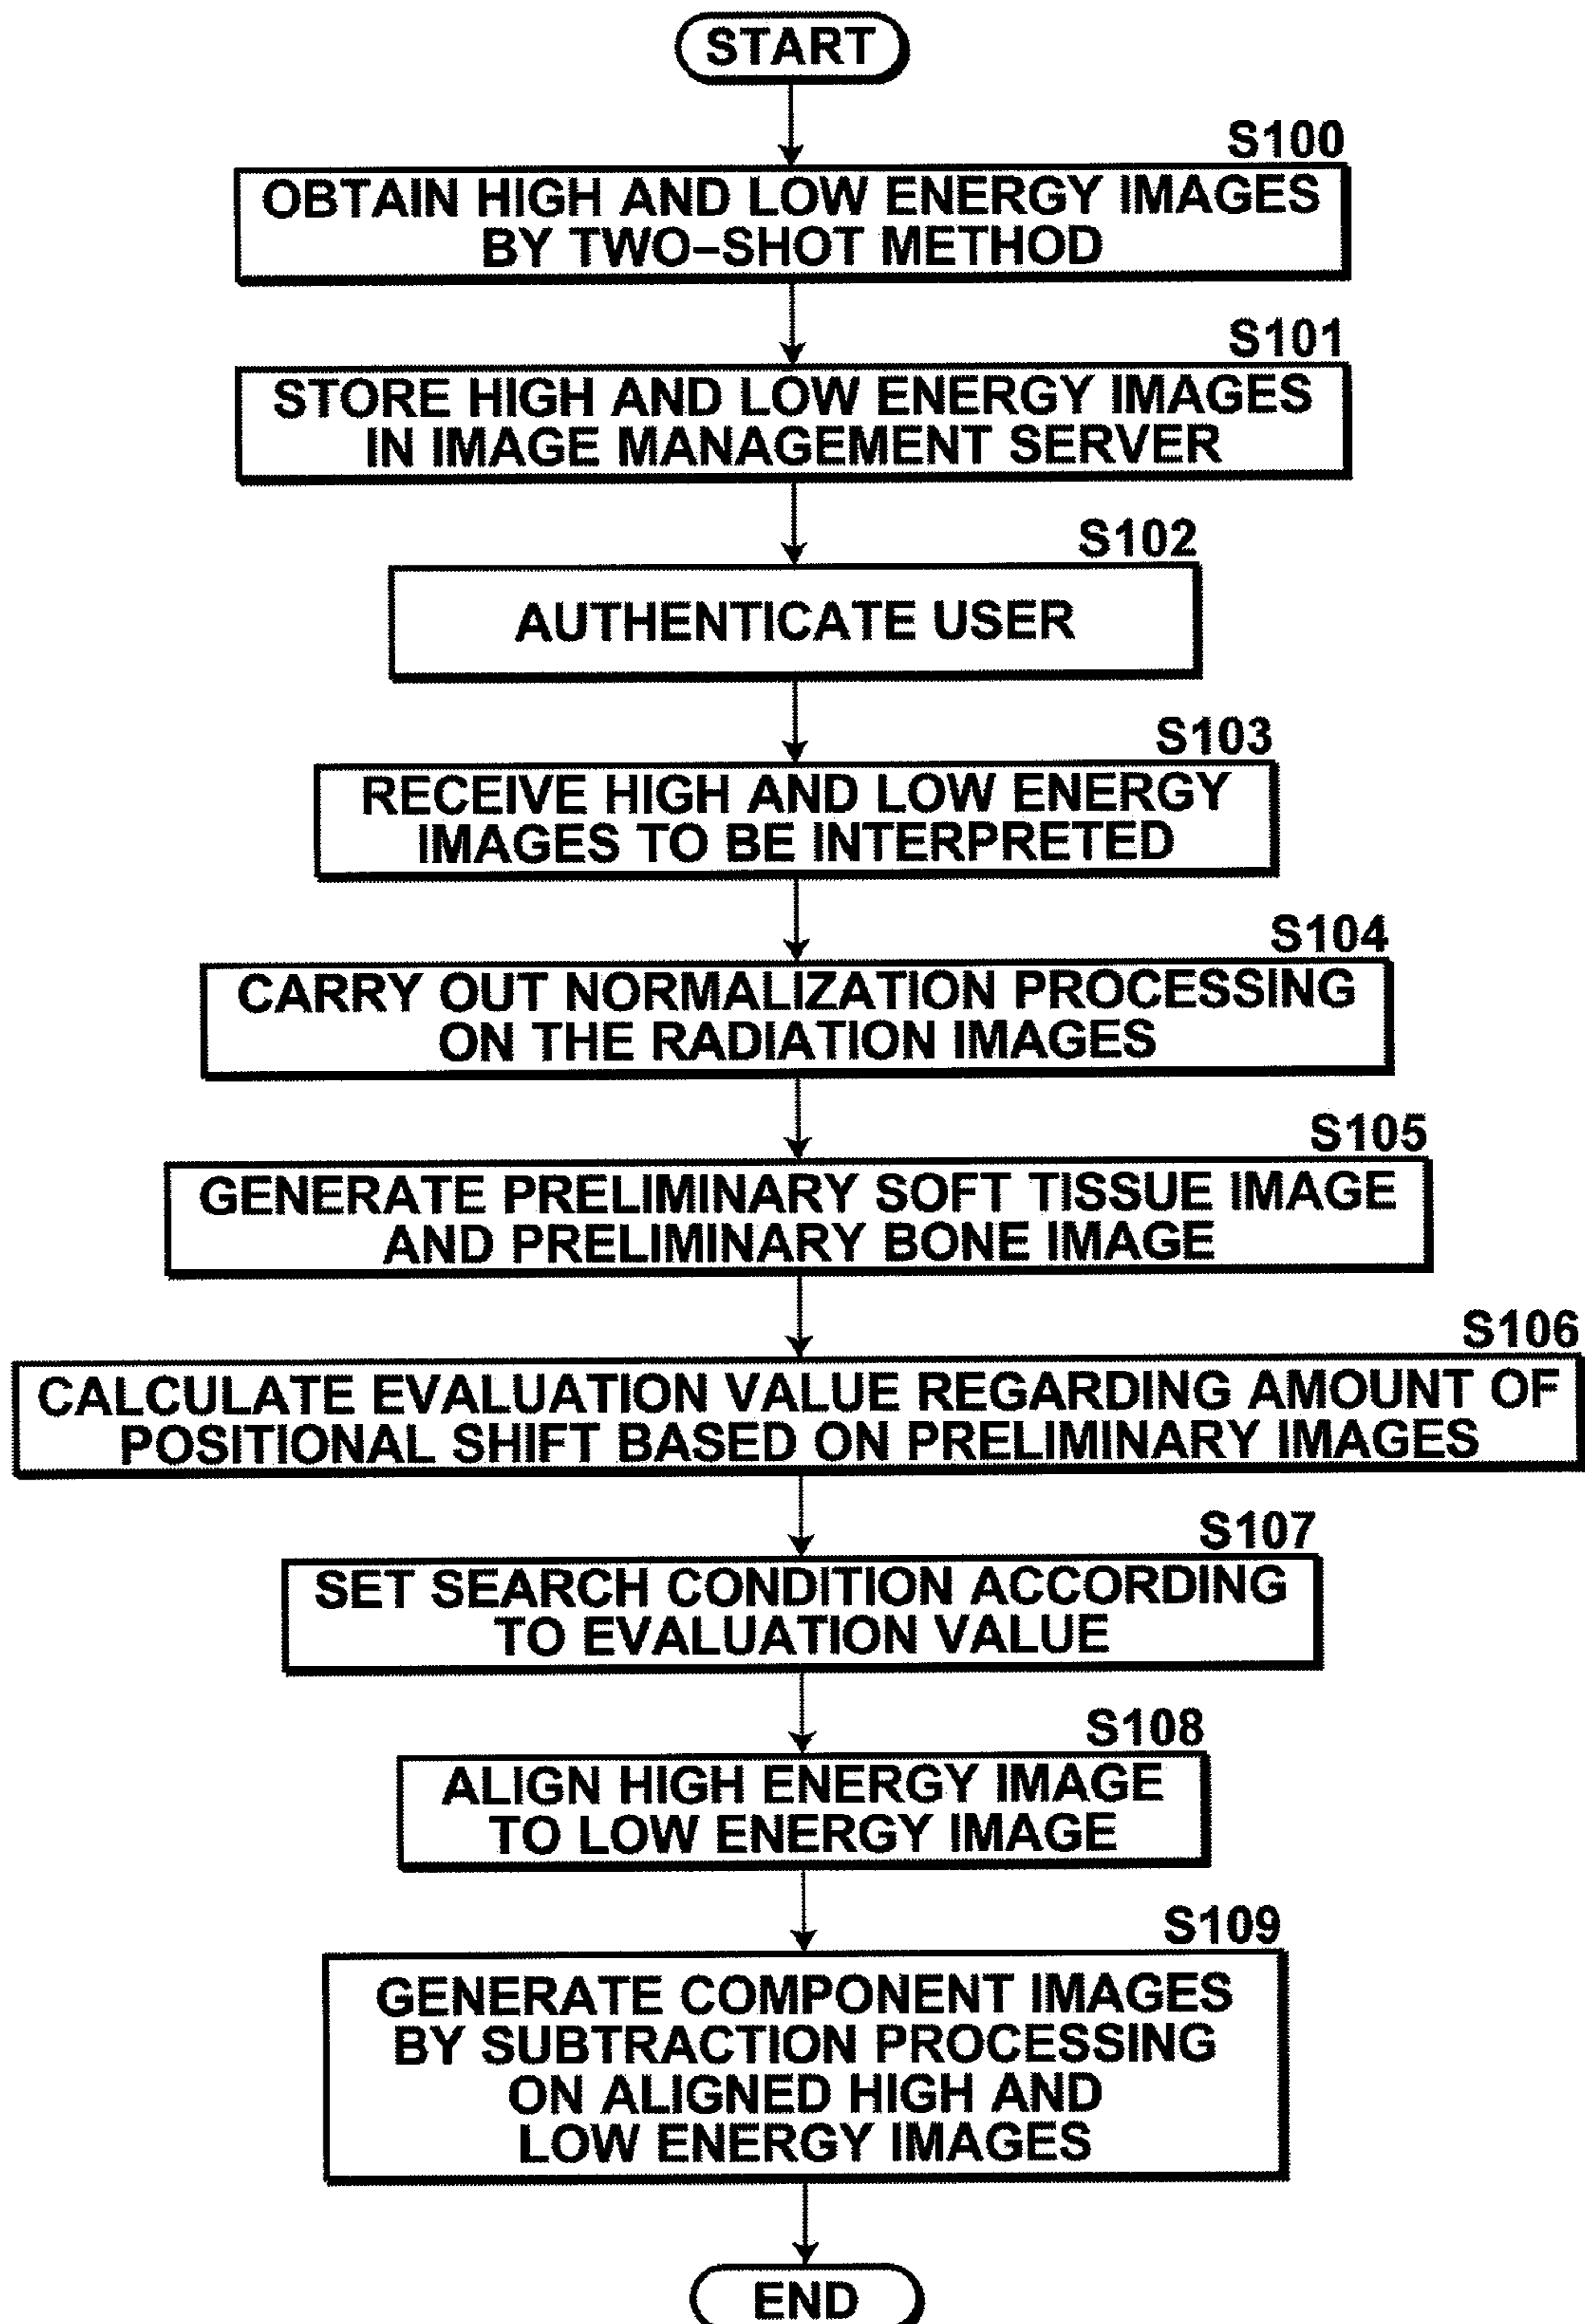 START
S100
OBTAIN HIGH AND LOW ENERGY IMAGES
BY TWO-SHOT METHOD
S101
STORE HIGH AND LOW ENERGY IMAGES
IN IMAGE MANAGEMENT SERVER
S102
AUTHENTICATE USER
S103
RECEIVE HIGH AND LOW ENERGY
IMAGES TO BE INTERPRETED
S104
CARRY OUT NORMALIZATION PROCESSING
ON THE RADIATION IMAGES
S105
GENERATE PRELIMINARY SOFT TISSUE IMAGE
AND PRELIMINARY BONE IMAGE
S106
CALCULATE EVALUATION VALUE REGARDING AMOUNT OF
POSITIONAL SHIFT BASED ON PRELIMINARY IMAGES
S107
SET SEARCH CONDITION ACCORDING
TO EVALUATION VALUE
S108
ALIGN HIGH ENERGY IMAGE
TO LOW ENERGY IMAGE
S109
GENERATE COMPONENT IMAGES
BY SUBTRACTION PROCESSING
ON ALIGNED HIGH AND
LOW ENERGY IMAGES
END